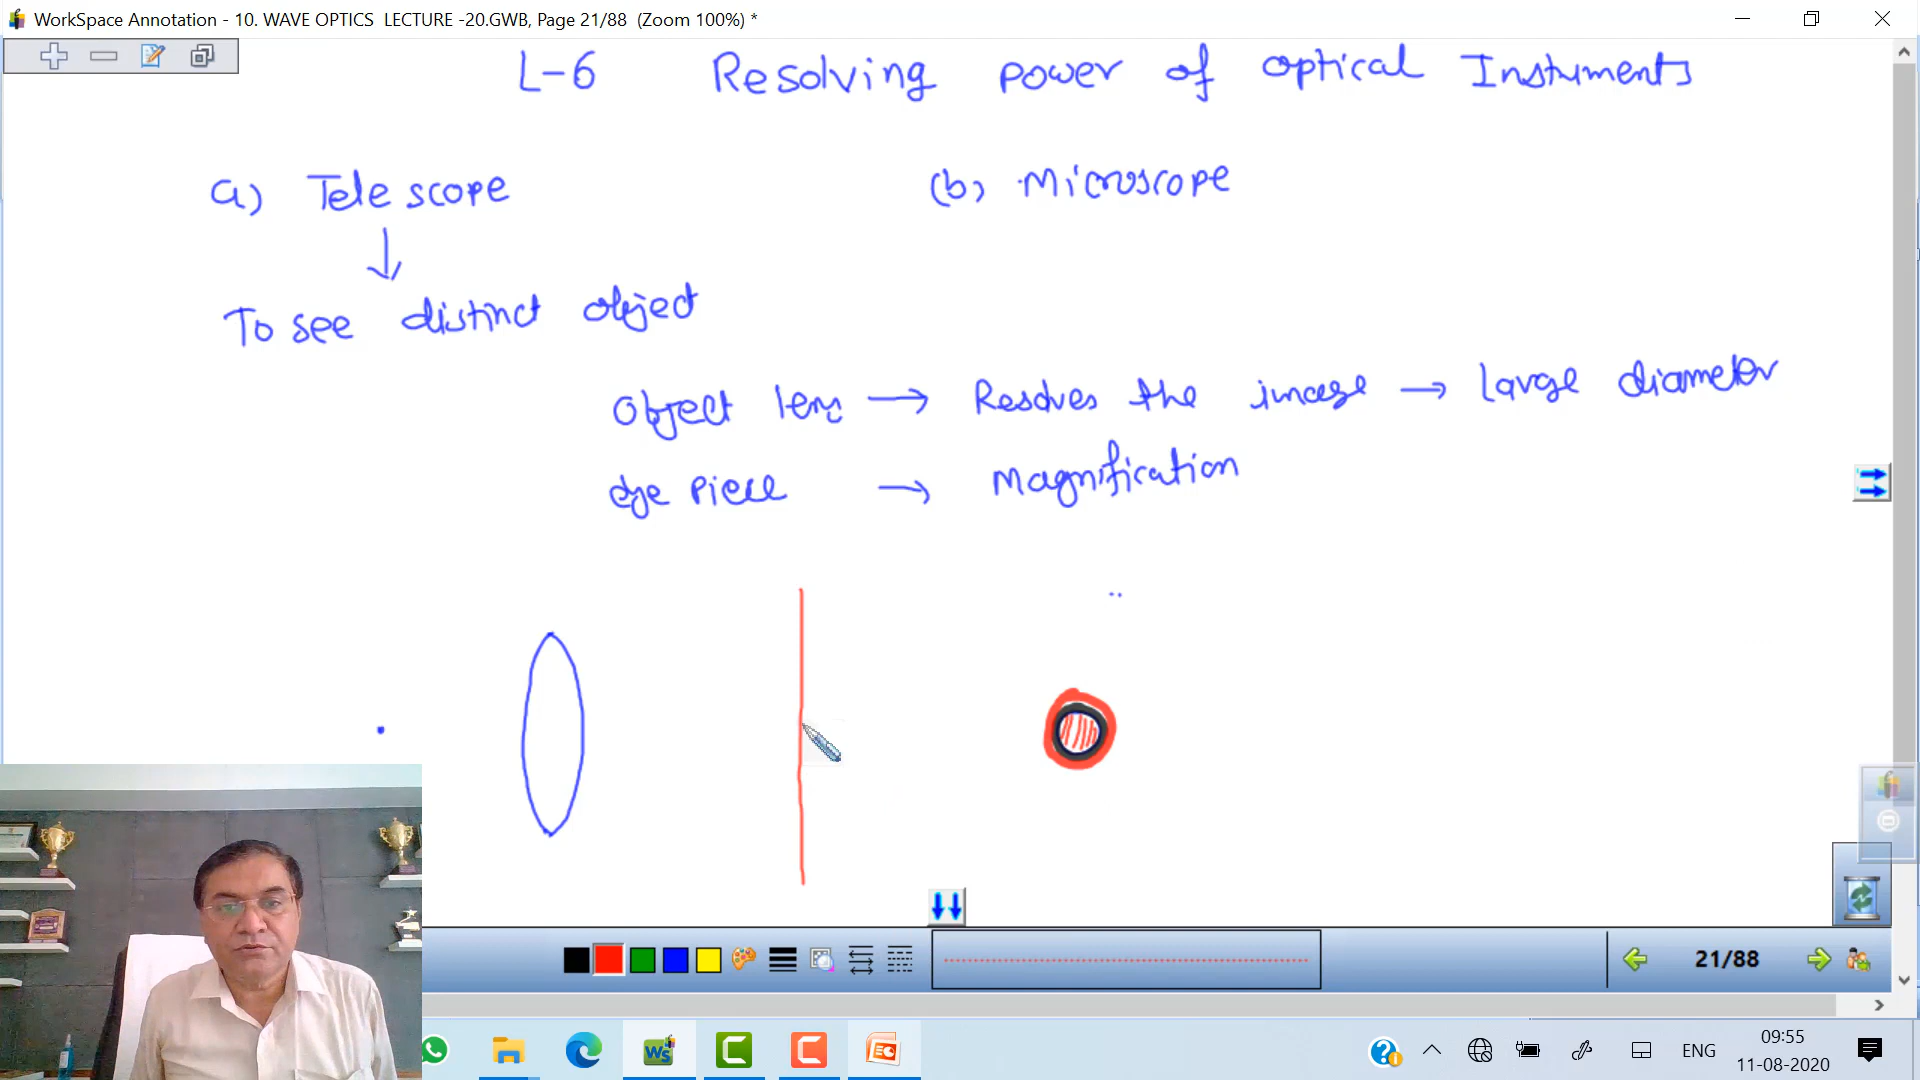 WorkSpace Annotation - 10. WAVE OPTICS LECTURE -20.GWB, Page 21/88 (Zoom 100%) *
L-6 Resolving power of optical Instuments
a) Telescope
(b) Microscope
To see distinct object
Object lens → Resolves the image → large diameter
eye piece → Magnification
21/88
WS
ENG
09:55
11-08-2020